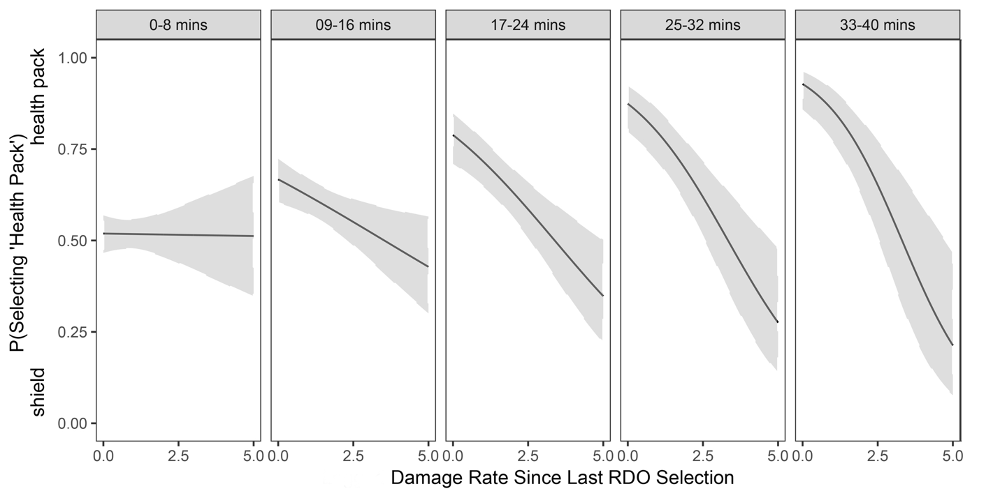 0-8 mins
09-16 mins
17-24 mins
25-32 mins
33-40 mins
P(Selecting 'Health Pack')
health pack
shield
1.00
0.75
0.50
0.25
0.00
0.0 2.5 5.0 0.0 2.5 5.0 0.0 2.5 5.0 0.0 2.5 5.0 0.0 2.5 5.0
Damage Rate Since Last RDO Selection